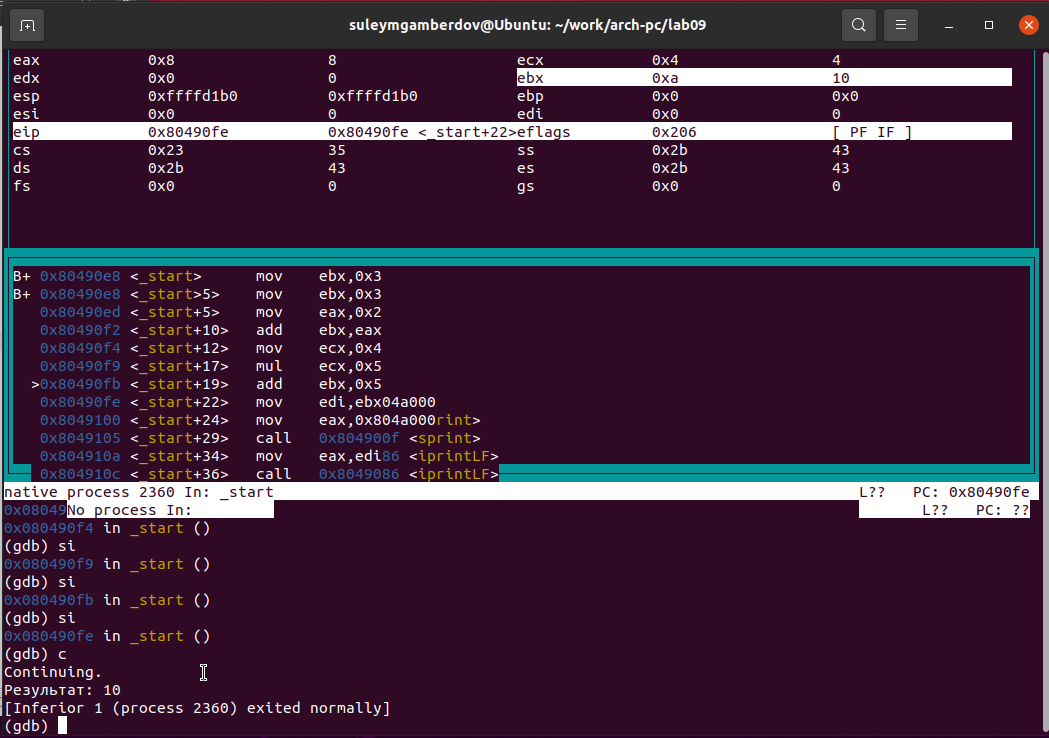 suleymgamberdov@Ubuntu: ~/work/arch-pc/lab09
eax 0x8 8 ecx 0x4 4
edx 0x0 0 ebx 0xa 10
esp 0xffffd1b0 0xffffd1b0 ebp 0x0 0x0
esi 0x0 0 edi 0x0 0
eip 0x80490fe 0x80490fe <_start+22>eflags 0x206 [ PF IF ]
cs 0x23 35 ss 0x2b 43
ds 0x2b 43 es 0x2b 43
fs 0x0 0 gs 0x0 0
B+ 0x80490e8 <_start> mov ebx,0x3
B+ 0x80490e8 <_start>5> mov ebx,0x3
0x80490ed <_start+5> mov eax,0x2
0x80490f2 <_start+10> add ebx,eax
0x80490f4 <_start+12> mov ecx,0x4
0x80490f9 <_start+17> mul ecx,0x5
>0x80490fb <_start+19> add ebx,0x5
0x80490fe <_start+22> mov edi,ebx04a000
0x8049100 <_start+24> mov eax,0x804a000rint>
0x8049105 <_start+29> call 0x804900f <sprint>
0x804910a <_start+34> mov eax,edi86 <iprintLF>
0x804910c <_start+36> call 0x8049086 <iprintLF>
native process 2360 In: _start L?? PC: 0x80490fe
0x08049No process In: L?? PC: ??
0x080490f4 in _start ()
(gdb) si
0x080490f9 in _start ()
(gdb) si
0x080490fb in _start ()
(gdb) si
0x080490fe in _start ()
(gdb) c
Continuing.
Результат: 10
[Inferior 1 (process 2360) exited normally]
(gdb)